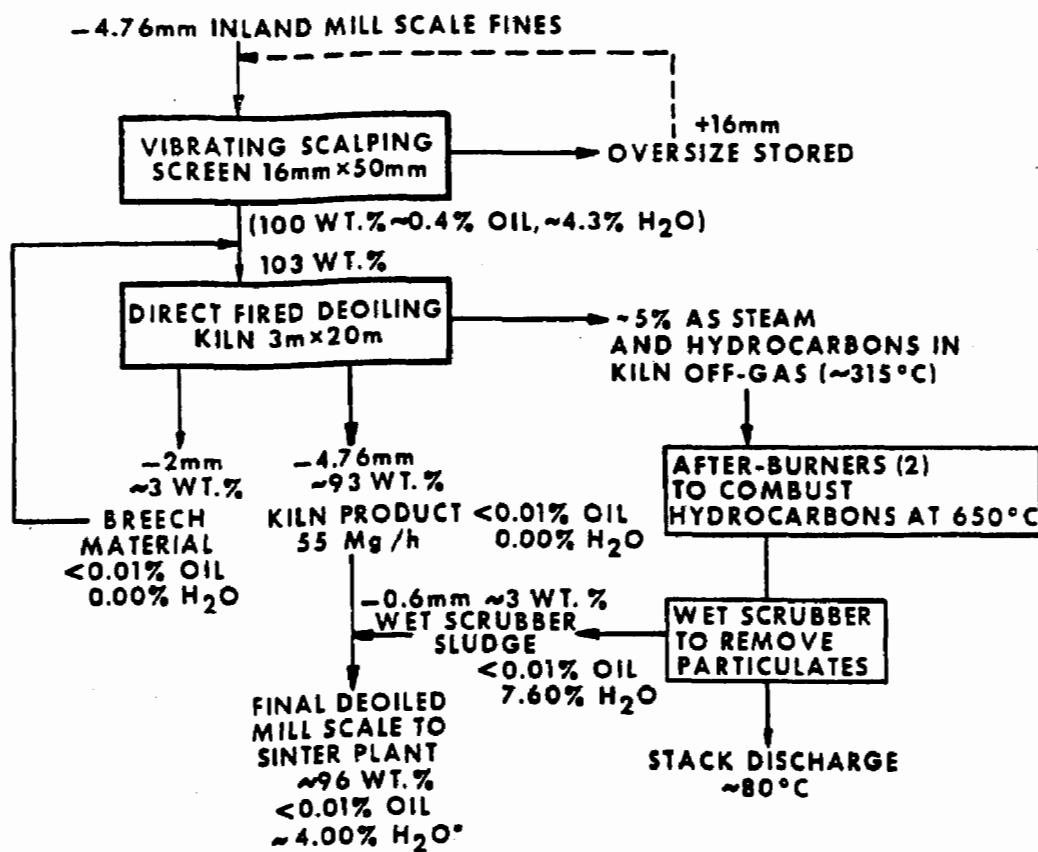 -4.76mm INLAND MILL SCALE FINES
+16mm
OVERSIZE STORED
VIBRATING SCALPING
SCREEN 16mm×50mm
(100 WT.%~0.4% OIL,~4.3% H₂O)
103 WT.%
DIRECT FIRED DEOILING
KILN 3m×20m
~5% AS STEAM
AND HYDROCARBONS IN
KILN OFF-GAS (~315°C)
-2mm
~3 WT.%
BREECH
MATERIAL
<0.01% OIL
0.00% H₂O
-4.76mm
~93 WT.%
KILN PRODUCT <0.01% OIL
55 Mg/h 0.00% H₂O
AFTER-BURNERS (2)
TO COMBUST
HYDROCARBONS AT 650°C
-0.6mm ~3 WT. %
WET SCRUBBER
SLUDGE
<0.01% OIL
7.60% H₂O
WET SCRUBBER
TO REMOVE
PARTICULATES
FINAL DEOILED
MILL SCALE TO
SINTER PLANT
~96 WT.%
<0.01% OIL
~4.00% H₂O*
STACK DISCHARGE
~80°C